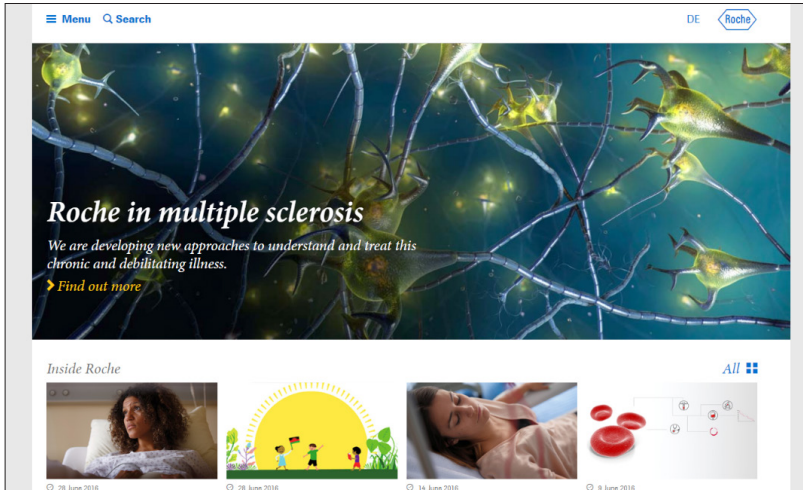 Menu Search DE Roche
Roche in multiple sclerosis
We are developing new approaches to understand and treat this
chronic and debilitating illness.
Find out more
Inside Roche All
28 June 2016 28 June 2016 14 June 2016 9 June 2016